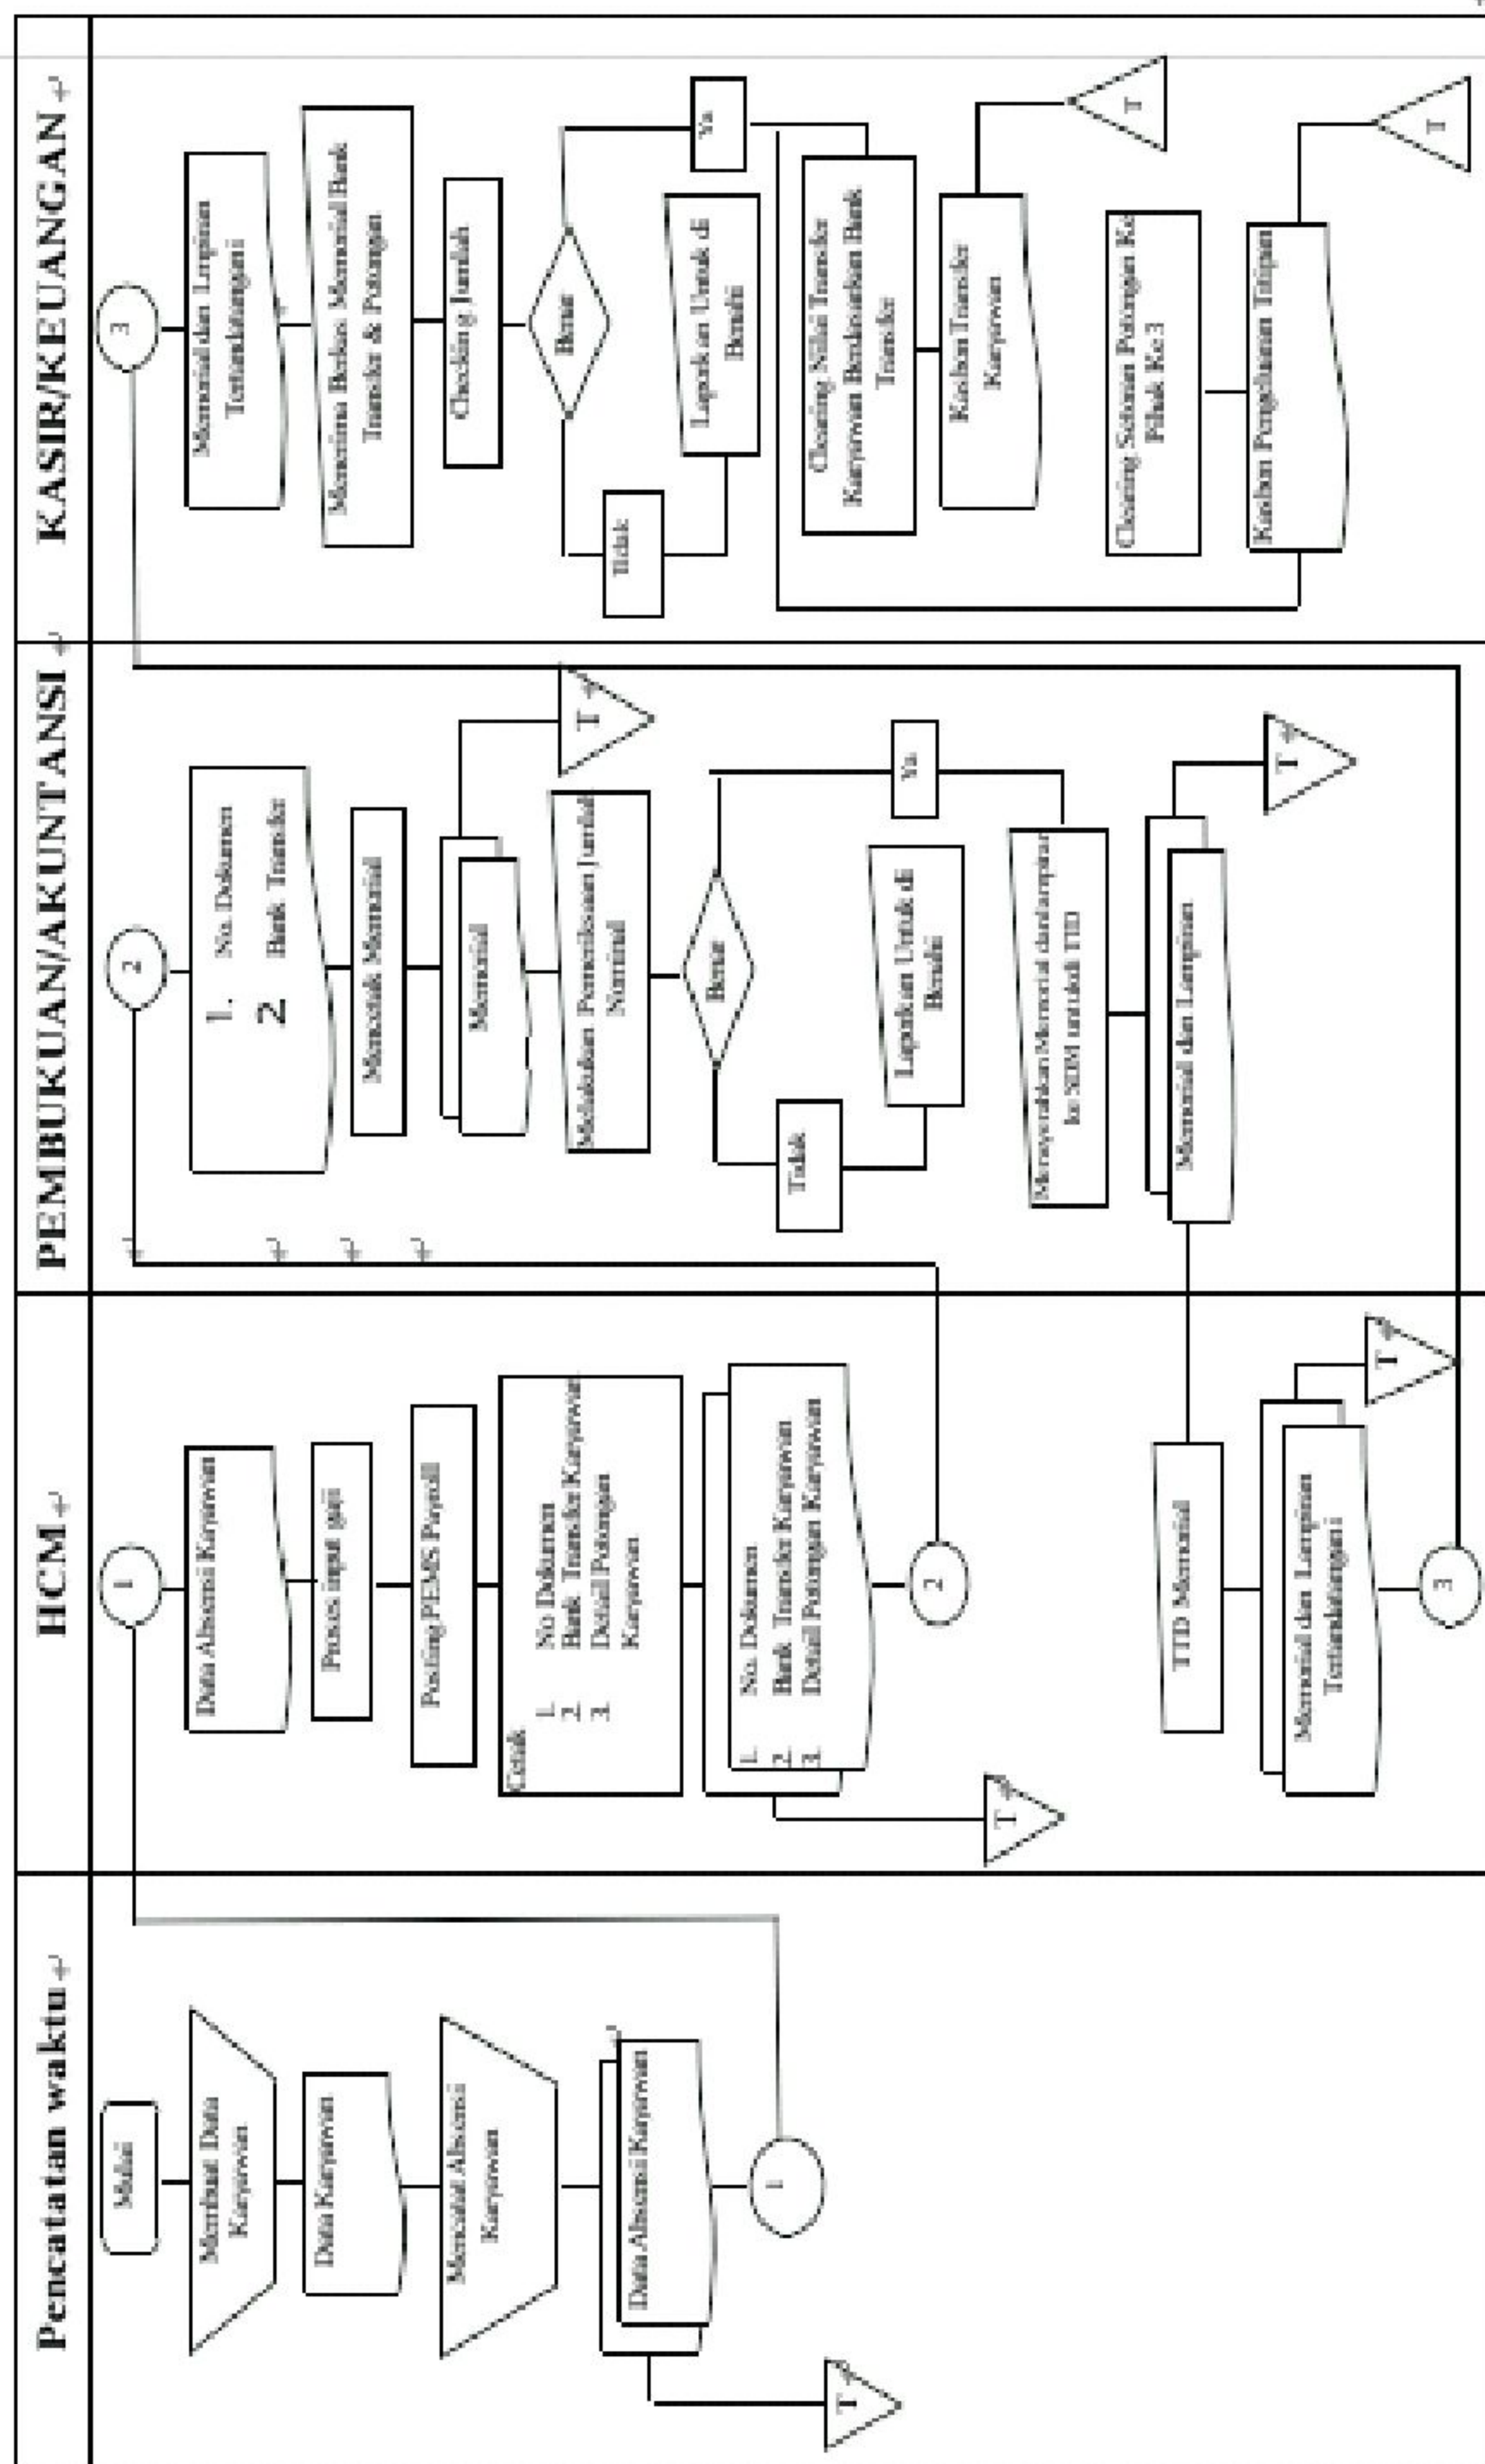 Pencatatan waktu
Mulai
Membuat Data
Karyawan
Data Karyawan
Mencatat Absensi
Karyawan
Data Absensi Karyawan
1
T
HCM
1
Data Absensi Karyawan
Proses input gaji
Posting PEMS Payroll
Cetak
1. No Dokumen
2. Bank Transfer Karyawan
3. Detail Potongan
Karyawan
1. No. Dokumen
2. Bank Transfer Karyawan
3. Detail Potongan Karyawan
2
T
TTD Memorial
Memorial dan Lampiran
Tertandatangani
T
3
PEMBUKUAN/AKUNTANSI
2
1. No. Dokumen
2 Bank Transfer
Mencetak Memorial
Memorial
T
Melakukan Pemeriksaan Jumlah
Nominal
Benar
Tidak
Ya
Laporkan Untuk di
Benahi
Menyerahkan Memorial dan lampiran
ke SDM untuk di TTD
Memorial dan Lampiran
T
KASIR/KEUANGAN
3
Memorial dan Lmpiran
Tertandatangani
Menerima Berkas Memorial Bank
Transfer & Potongan
Checking Jumlah
Benar
Tidak
Ya
Laporkan Untuk di
Benahi
Clearing Nilai Transfer
Karyawan Berdasarkan Bank
Transfer
Kasbon Transfer
Karyawan
T
Clearing Setoran Potongan Ke
Pihak Ke 3
Kasbon Pengeluaran Titipan
T